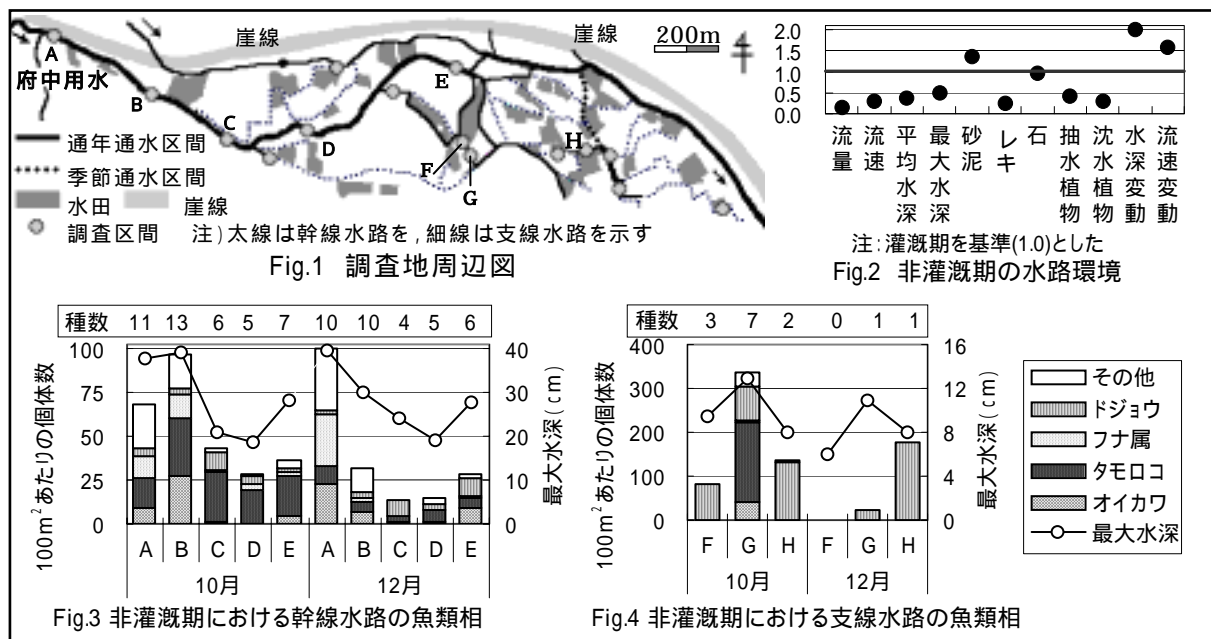 崖線
200m
A
府中用水
B
C
D
E
F
G
H
通年通水区間
季節通水区間
水田 崖線
調査区間 注)太線は幹線水路を,細線は支線水路を示す
Fig.1 調査地周辺図
崖線
2.0
1.5
1.0
0.5
0.0
流量 流速 平均水深 最大水深 砂泥 レキ 石 抽水植物 沈水植物 水深変動 流速変動
注:灌漑期を基準(1.0)とした
Fig.2 非灌漑期の水路環境
種数 11 13 6 5 7 10 10 4 5 6
100m²あたりの個体数
100
75
50
25
0
40
30
20
10
0
最大水深(cm)
A B C D E A B C D E
10月 12月
Fig.3 非灌漑期における幹線水路の魚類相
種数 3 7 2 0 1 1
100m²あたりの個体数
400
300
200
100
0
16
12
8
4
0
最大水深(cm)
F G H F G H
10月 12月
Fig.4 非灌漑期における支線水路の魚類相
その他
ドジョウ
フナ属
タモロコ
オイカワ
最大水深